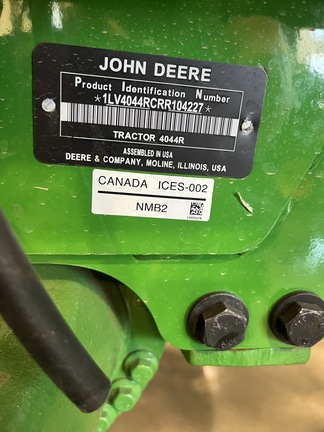 JOHN DEERE
Product Identification Number
*1LV4044RCRR104227*
TRACTOR 4044R
ASSEMBLED IN USA
DEERE & COMPANY, MOLINE, ILLINOIS, USA
CANADA ICES-002
NMB2